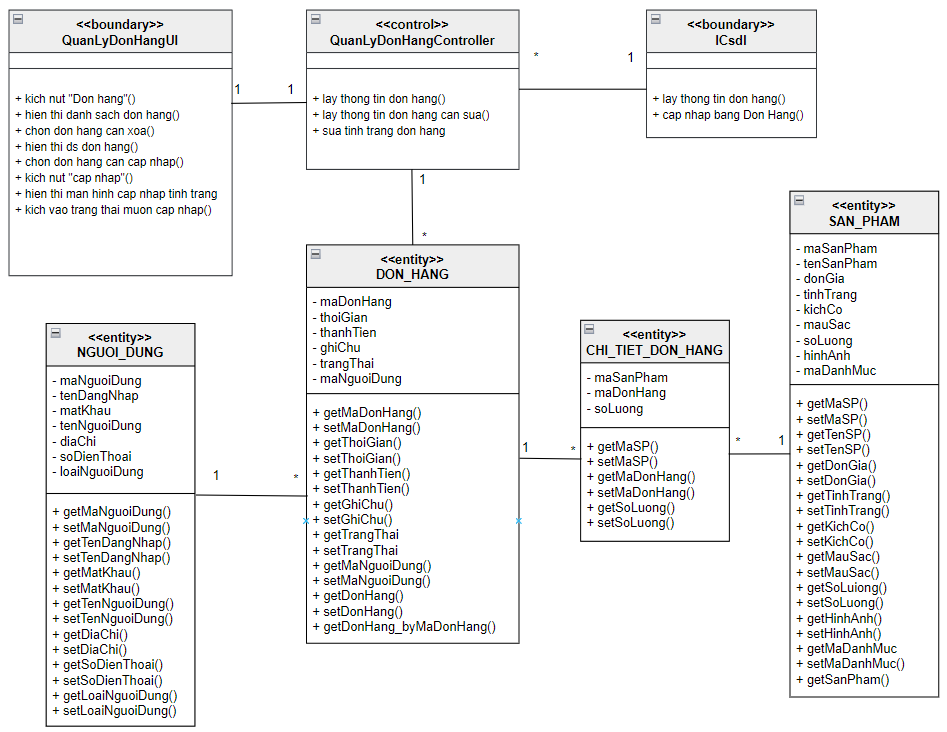 <<boundary>>
QuanLyDonHangUI
+ kich nut "Don hang"()
+ hien thi danh sach don hang()
+ chon don hang can xoa()
+ hien thi ds don hang()
+ chon don hang can cap nhap()
+ kich nut "cap nhap"()
+ hien thi man hinh cap nhap tinh trang
+ kich vao trang thai muon cap nhap()
1
1
<<control>>
QuanLyDonHangController
+ lay thong tin don hang()
+ lay thong tin don hang can sua()
+ sua tinh trang don hang
*
1
<<boundary>>
ICsdl
+ lay thong tin don hang()
+ cap nhap bang Don Hang()
1
*
<<entity>>
NGUOI_DUNG
- maNguoiDung
- tenDangNhap
- matKhau
- tenNguoiDung
- diaChi
- soDienThoai
- loaiNguoiDung
+ getMaNguoiDung()
+ setMaNguoiDung()
+ getTenDangNhap()
+ setTenDangNhap()
+ getMatKhau()
+ setMatKhau()
+ getTenNguoiDung()
+ setTenNguoiDung()
+ getDiaChi()
+ setDiaChi()
+ getSoDienThoai()
+ setSoDienThoai()
+ getLoaiNguoiDung()
+ setLoaiNguoiDung()
1
*
<<entity>>
DON_HANG
- maDonHang
- thoiGian
- thanhTien
- ghiChu
- trangThai
- maNguoiDung
+ getMaDonHang()
+ setMaDonHang()
+ getThoiGian()
+ setThoiGian()
+ getThanhTien()
+ setThanhTien()
+ getGhiChu()
+ setGhiChu()
+ getTrangThai
+ setTrangThai
+ getMaNguoiDung()
+ setMaNguoiDung()
+ getDonHang()
+ setDonHang()
+ getDonHang_byMaDonHang()
1
*
<<entity>>
CHI_TIET_DON_HANG
- maSanPham
- maDonHang
- soLuong
+ getMaSP()
+ setMaSP()
+ getMaDonHang()
+ setMaDonHang()
+ getSoLuong()
+ setSoLuong()
*
1
<<entity>>
SAN_PHAM
- maSanPham
- tenSanPham
- donGia
- tinhTrang
- kichCo
- mauSac
- soLuong
- hinhAnh
- maDanhMuc
+ getMaSP()
+ setMaSP()
+ getTenSP()
+ setTenSP()
+ getDonGia()
+ setDonGia()
+ getTinhTrang()
+ setTinhTrang()
+ getKichCo()
+ setKichCo()
+ getMauSac()
+ setMauSac()
+ getSoLuiong()
+ setSoLuong()
+ getHinhAnh()
+ setHinhAnh()
+ getMaDanhMuc
+ setMaDanhMuc()
+ getSanPham()